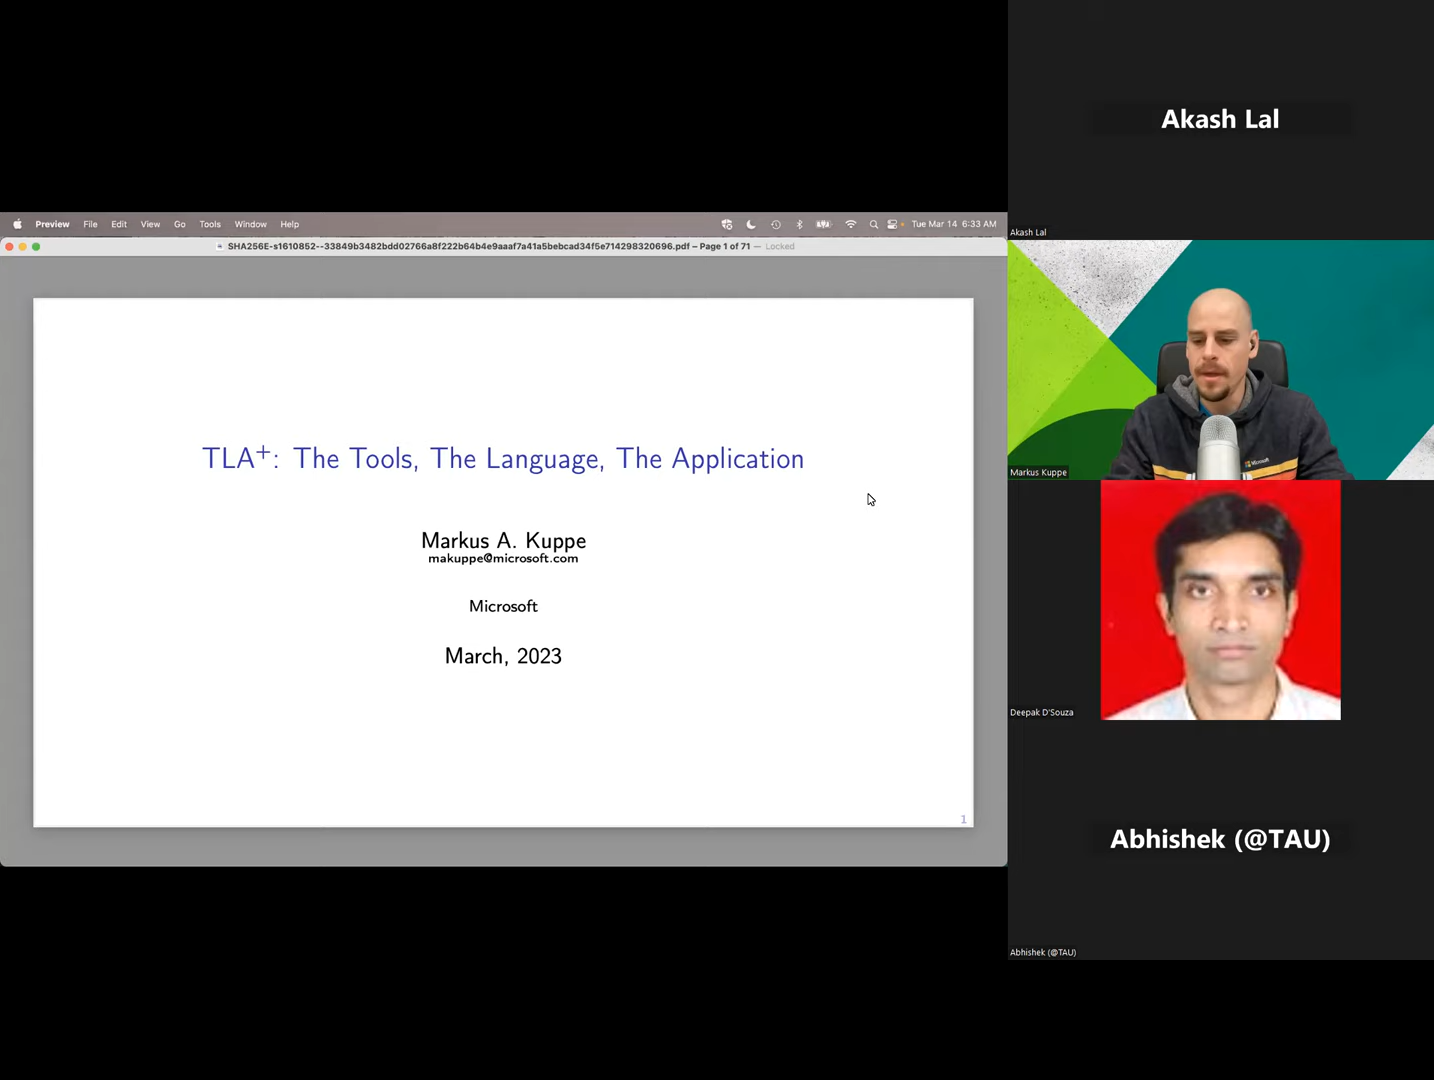 Preview File Edit View Go Tools Window Help
Tue Mar 14 6:33 AM
SHA256E-s1610852--33849b3482bdd02766a8f222b64b4e9aaaf7a41a5bebcad34f5e714298320696.pdf – Page 1 of 71 — Locked
TLA+: The Tools, The Language, The Application
Markus A. Kuppe
makuppe@microsoft.com
Microsoft
March, 2023
1
Akash Lal
Akash Lal
Microsoft
Markus Kuppe
Deepak D'Souza
Abhishek (@TAU)
Abhishek (@TAU)